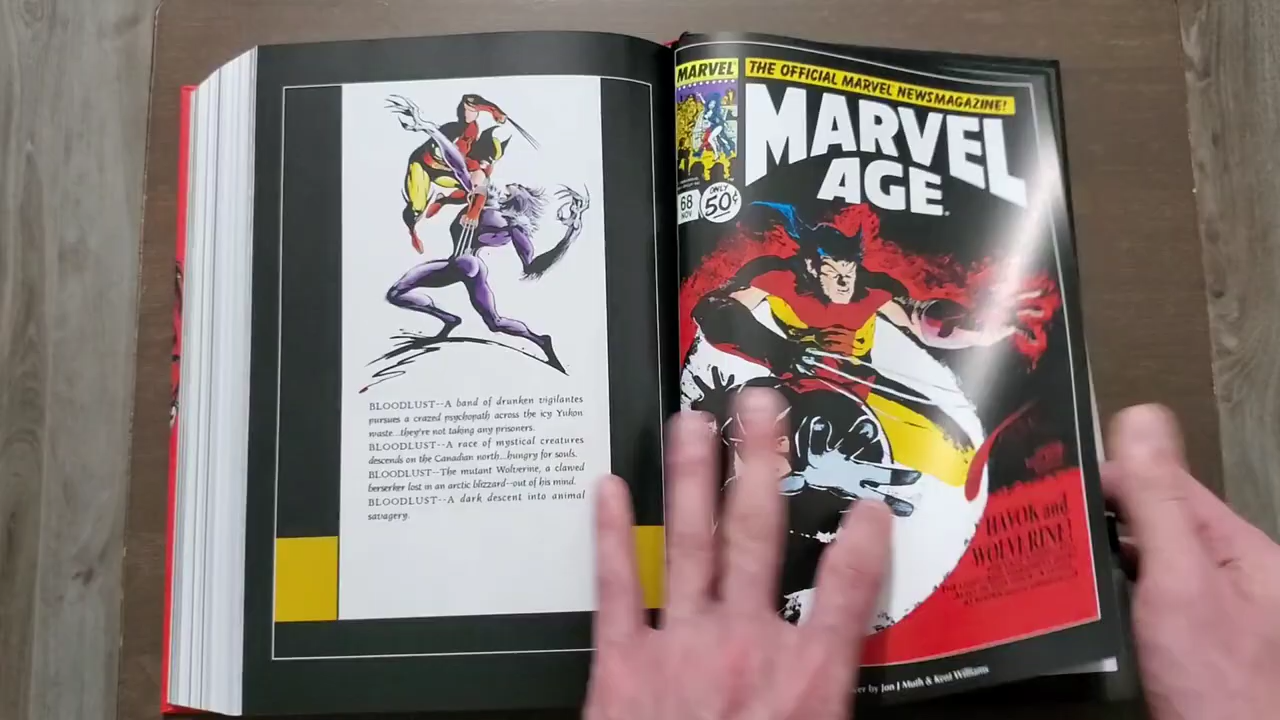 BLOODLUST--A band of drunken vigilantes
pursues a crazed psychopath across the icy Yukon
waste...they're not taking any prisoners.
BLOODLUST--A race of mystical creatures
descends on the Canadian north...hungry for souls.
BLOODLUST--The mutant Wolverine, a clawed
berserker lost in an arctic blizzard--out of his mind.
BLOODLUST--A dark descent into animal
savagery.
MARVEL
THE OFFICIAL MARVEL NEWSMAGAZINE!
MARVEL
AGE
68
NOV
ONLY
50¢
HAVOK and
WOLVERINE!
by Jon J Muth & Kent Williams